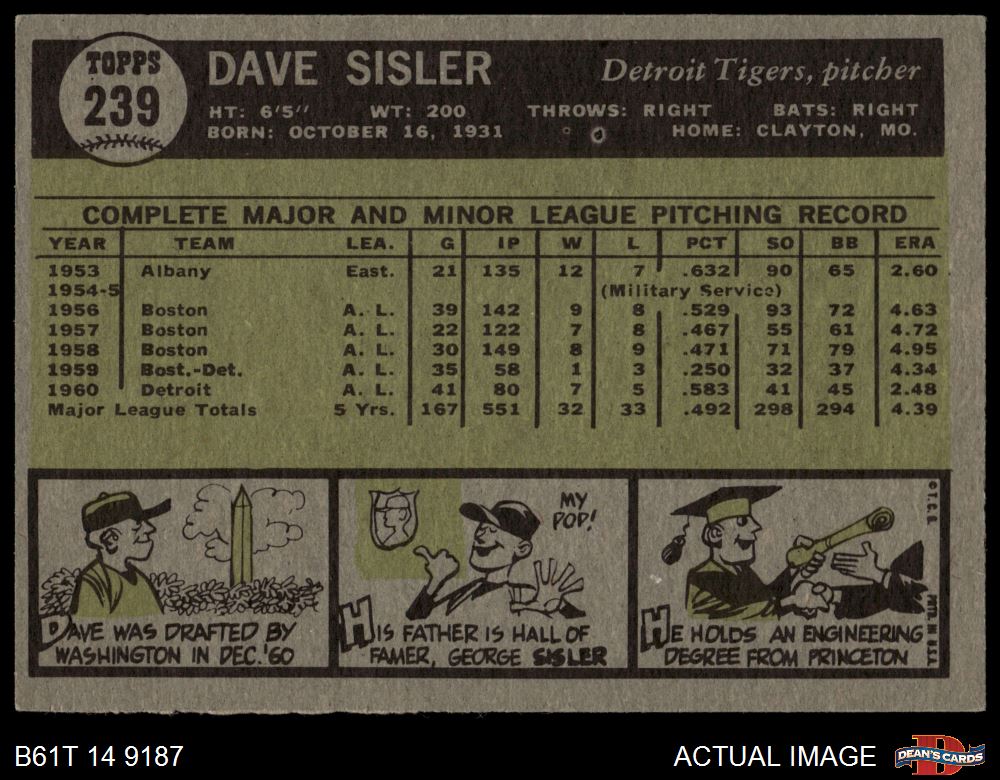 TOPPS
239
DAVE SISLER Detroit Tigers, pitcher
HT: 6'5" WT: 200 THROWS: RIGHT BATS: RIGHT
BORN: OCTOBER 16, 1931 HOME: CLAYTON, MO.
COMPLETE MAJOR AND MINOR LEAGUE PITCHING RECORD
YEAR TEAM LEA. G IP W L PCT SO BB ERA
1953 Albany East. 21 135 12 7 .632 90 65 2.60
1954-5 (Military Service)
1956 Boston A. L. 39 142 9 8 .529 93 72 4.63
1957 Boston A. L. 22 122 7 8 .467 55 61 4.72
1958 Boston A. L. 30 149 8 9 .471 71 79 4.95
1959 Bost.-Det. A. L. 35 58 1 3 .250 32 37 4.34
1960 Detroit A. L. 41 80 7 5 .583 41 45 2.48
Major League Totals 5 Yrs. 167 551 32 33 .492 298 294 4.39
DAVE WAS DRAFTED BY
WASHINGTON IN DEC. '60
MY
POP!
HIS FATHER IS HALL OF
FAMER, GEORGE SISLER
HE HOLDS AN ENGINEERING
DEGREE FROM PRINCETON
© T. C. G.
PRTD. IN U.S.A.
B61T 14 9187 ACTUAL IMAGE
DEAN'S CARDS